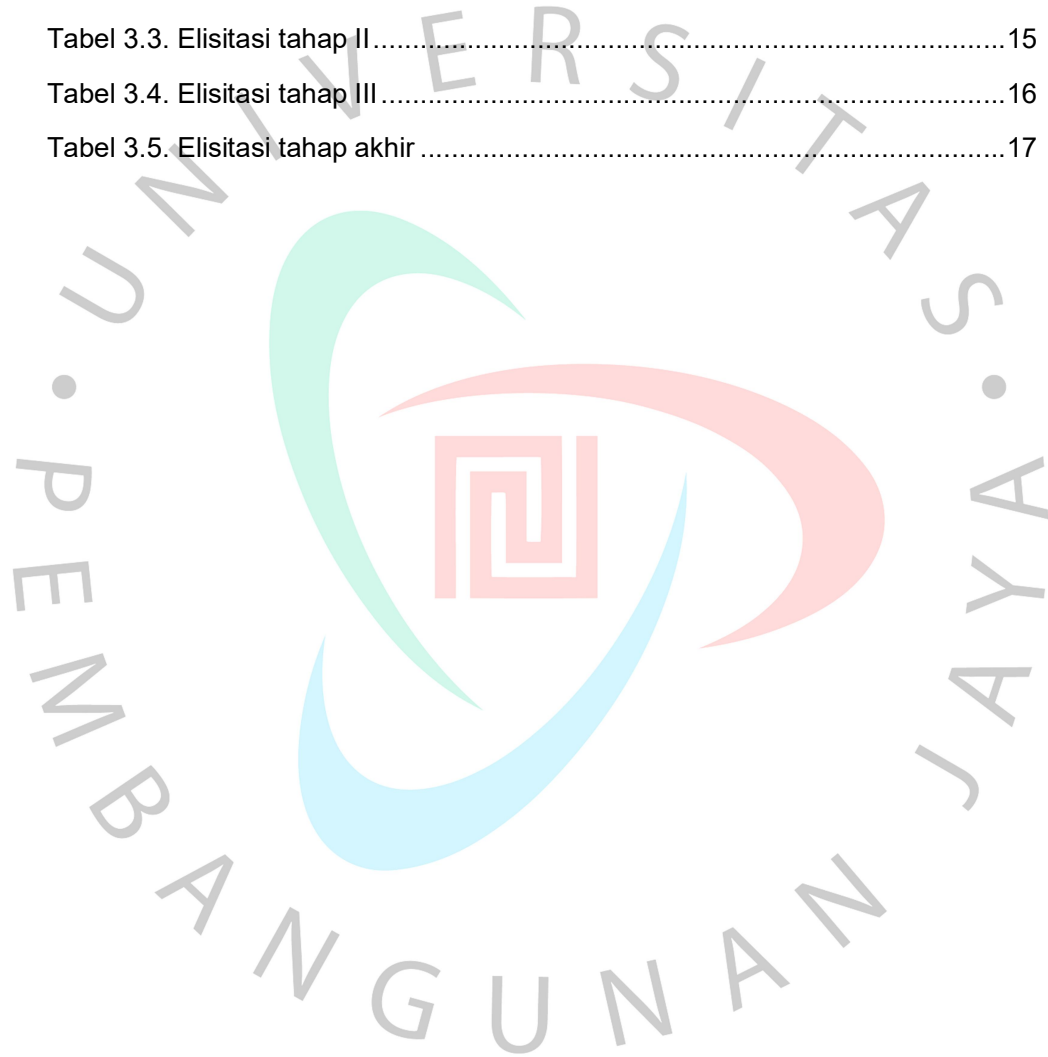 Tabel 3.3. Elisitasi tahap II....................................................................................15
Tabel 3.4. Elisitasi tahap III...................................................................................16
Tabel 3.5. Elisitasi tahap akhir..............................................................................17
UNIVERSITAS • PEMBANGUNAN JAYA •